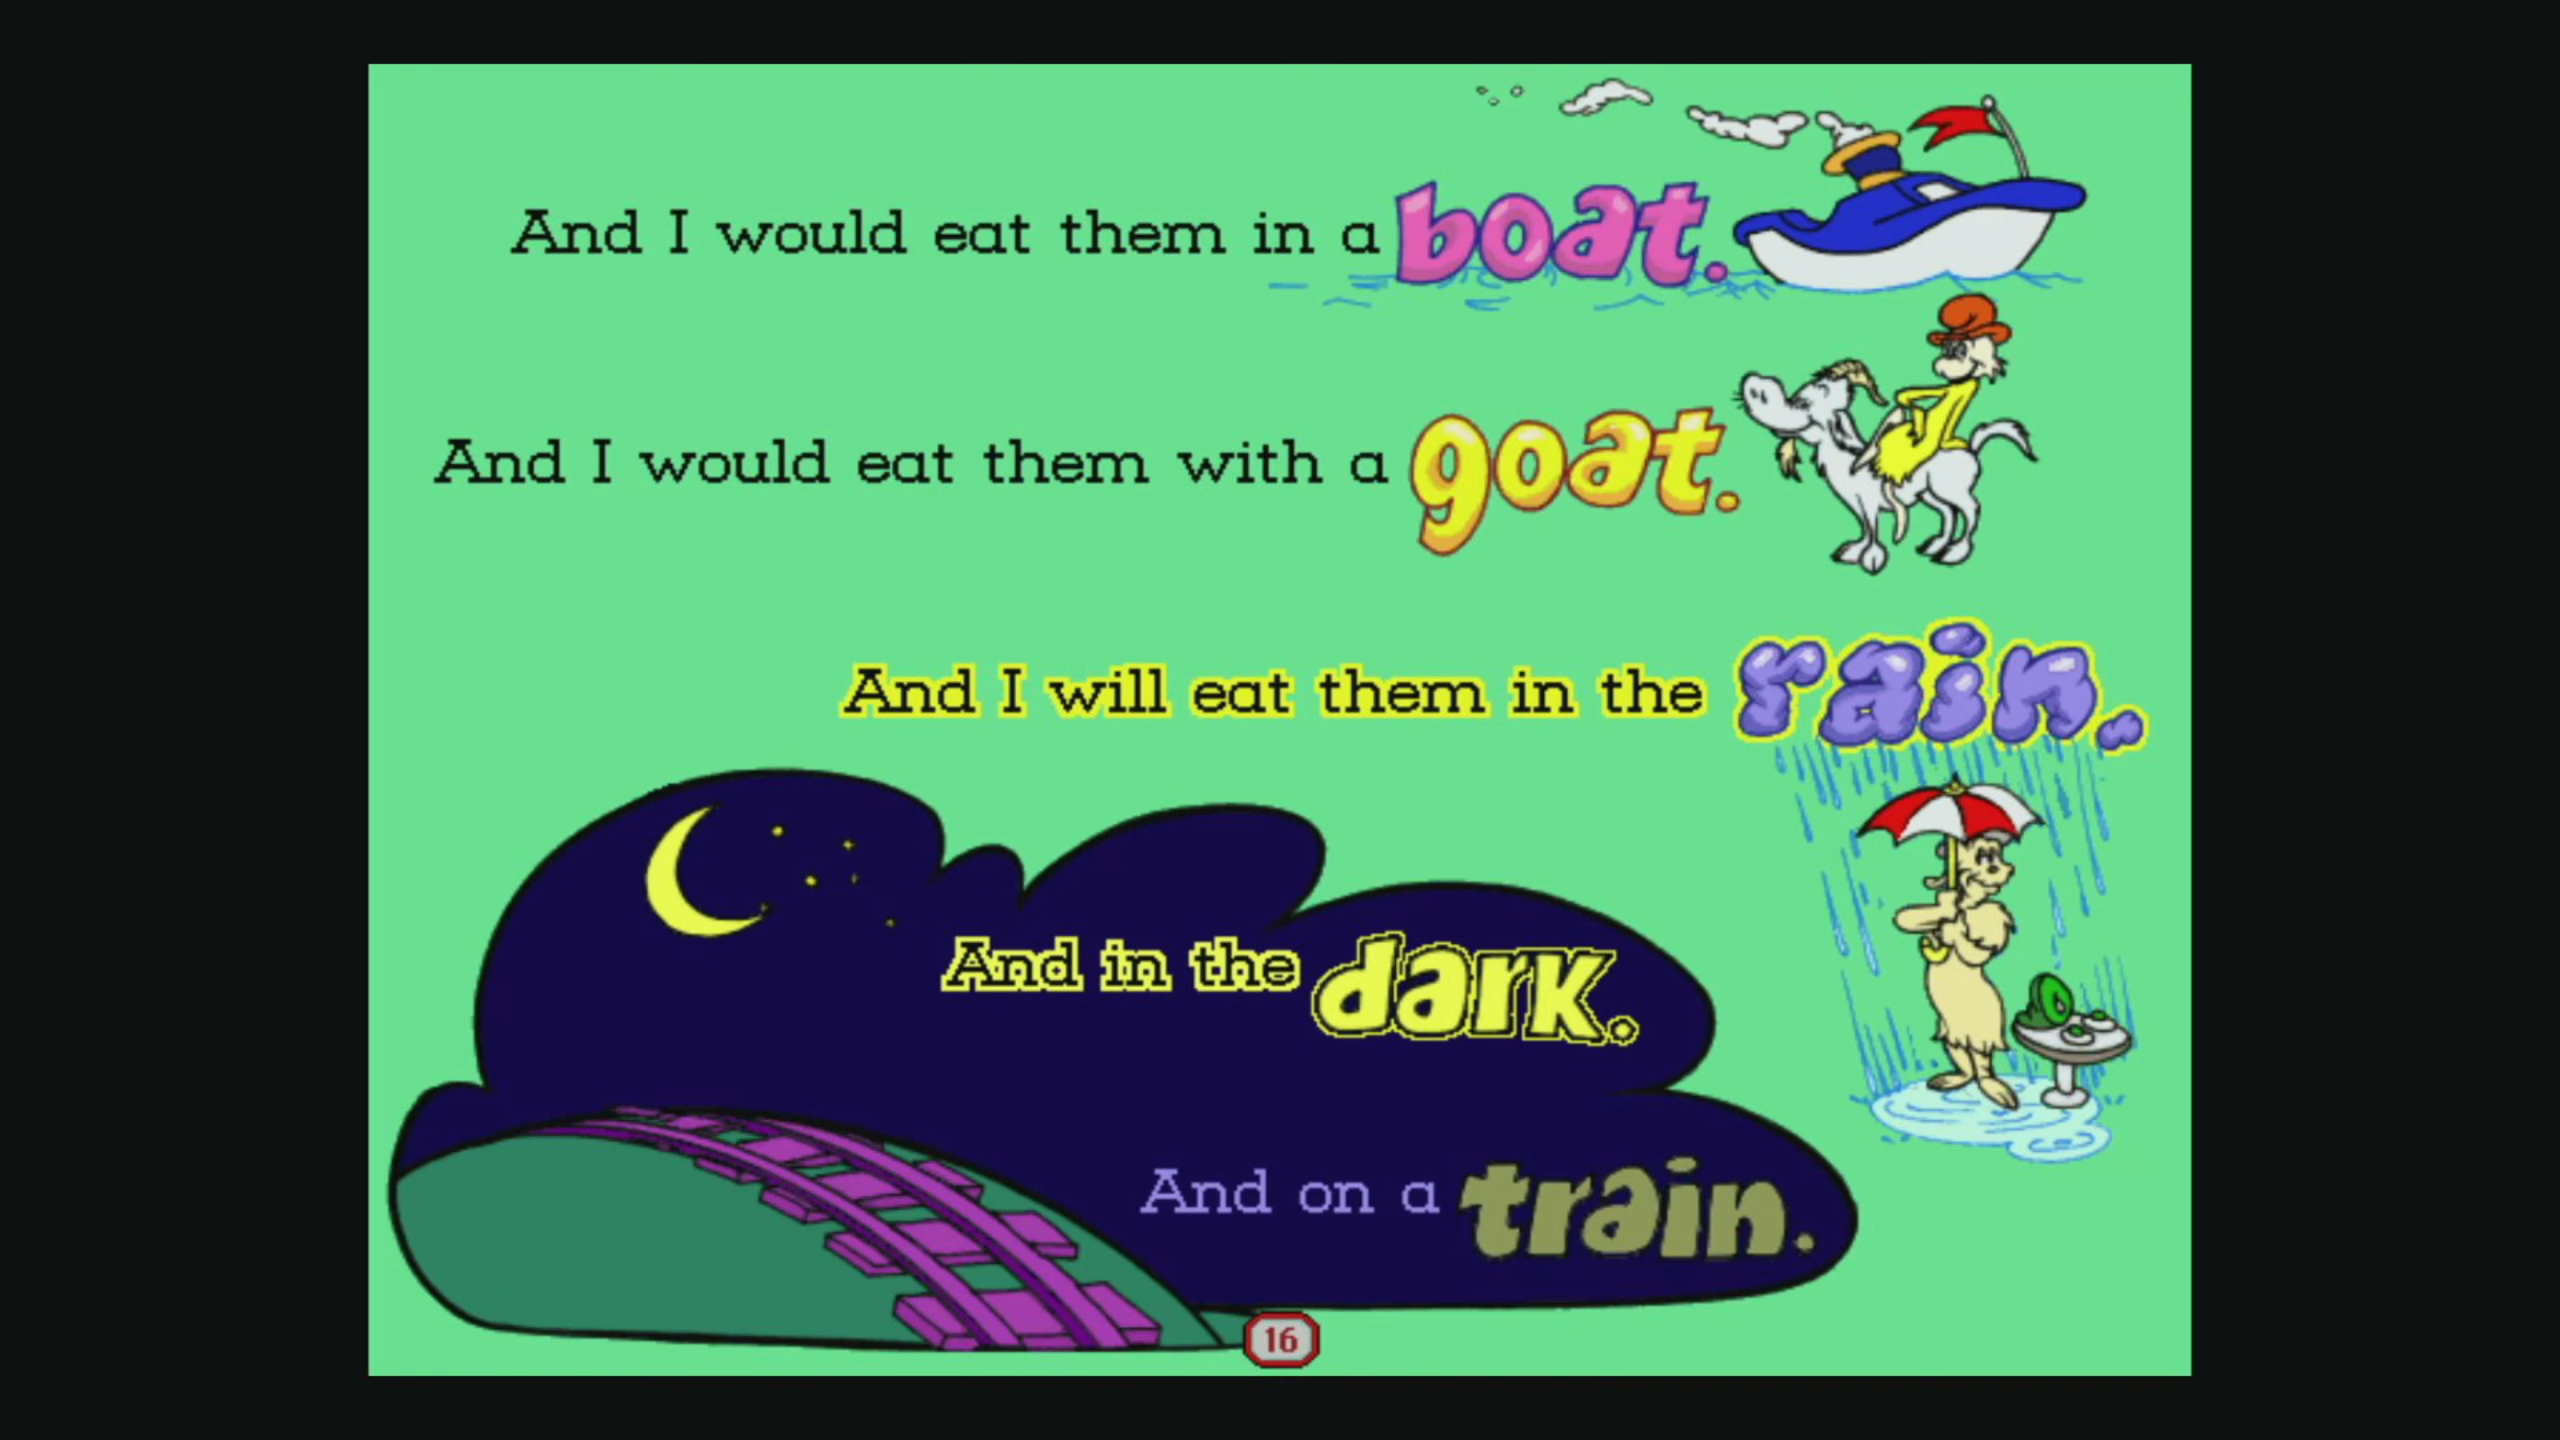 And I would eat them in a boat.
And I would eat them with a goat.
And I will eat them in the rain.
And in the dark.
And on a train.
16